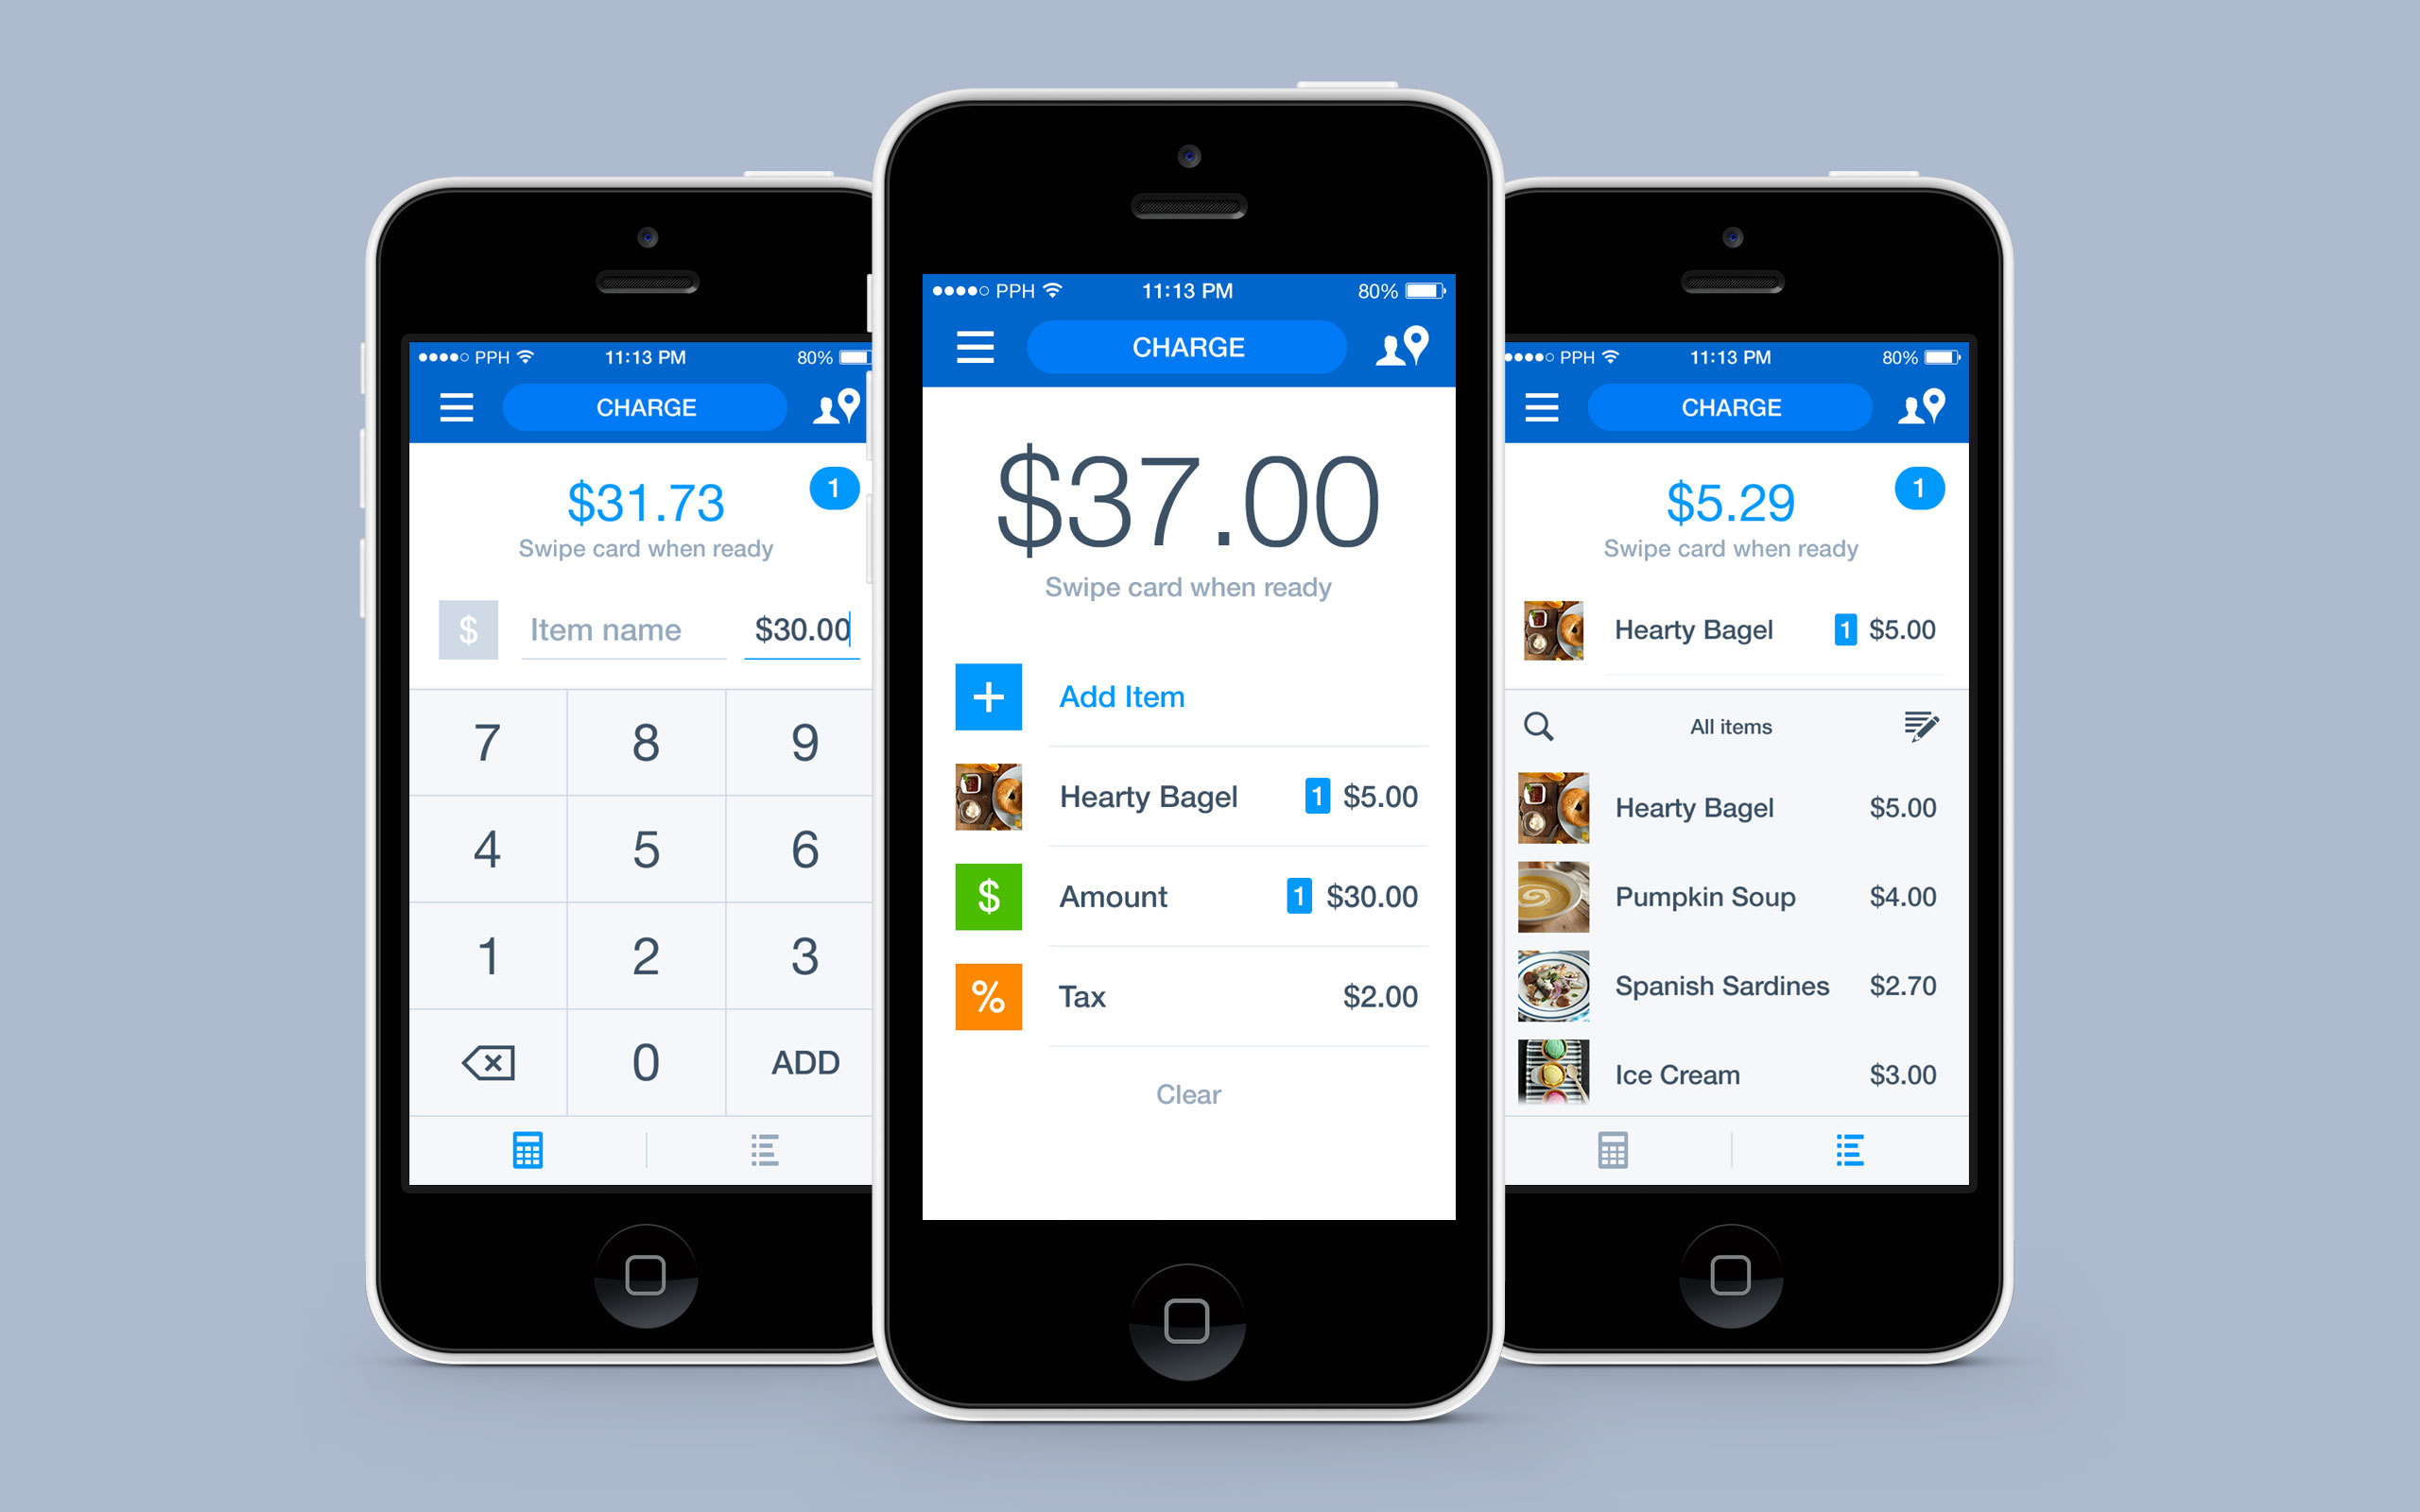 PPH 11:13 PM 80%
CHARGE
$31.73
1
Swipe card when ready
$ Item name $30.00
7 8 9
4 5 6
1 2 3
0 ADD
PPH 11:13 PM 80%
CHARGE
$37.00
Swipe card when ready
+ Add Item
Hearty Bagel 1 $5.00
$ Amount 1 $30.00
% Tax $2.00
Clear
PPH 11:13 PM 80%
CHARGE
$5.29
1
Swipe card when ready
Hearty Bagel 1 $5.00
All items
Hearty Bagel $5.00
Pumpkin Soup $4.00
Spanish Sardines $2.70
Ice Cream $3.00